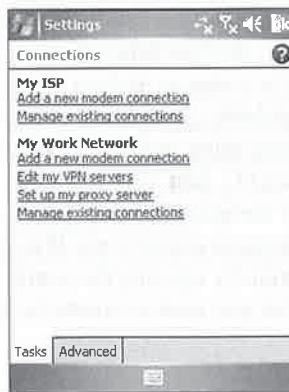 Settings
ok
Connections
My ISP
Add a new modem connection
Manage existing connections
My Work Network
Add a new modem connection
Edit my VPN servers
Set up my proxy server
Manage existing connections
Tasks Advanced